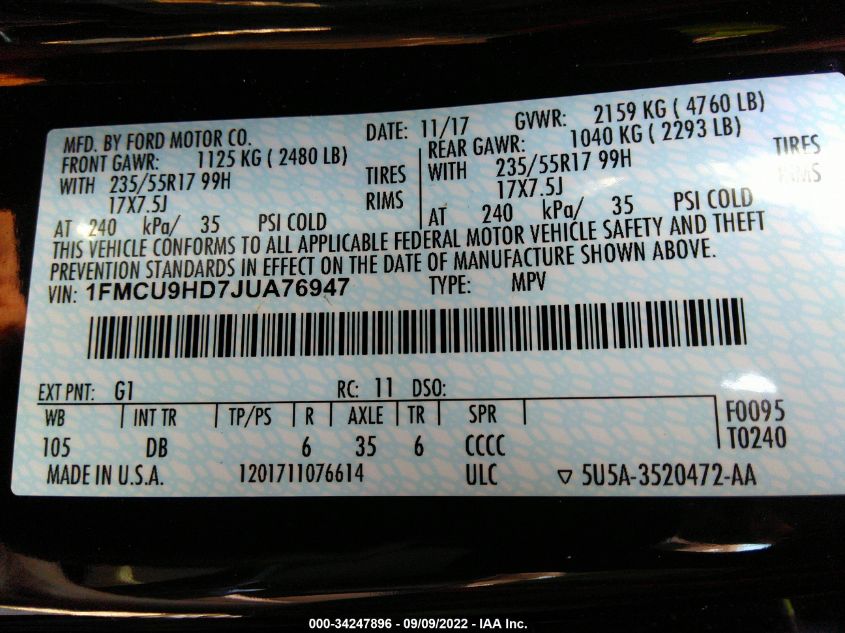 MFD. BY FORD MOTOR CO. DATE: 11/17 GVWR: 2159 KG ( 4760 LB)
FRONT GAWR: 1125 KG ( 2480 LB) REAR GAWR: 1040 KG ( 2293 LB)
WITH 235/55R17 99H TIRES WITH 235/55R17 99H TIRES
17X7.5J RIMS 17X7.5J RIMS
AT 240 kPa/ 35 PSI COLD AT 240 kPa/ 35 PSI COLD
THIS VEHICLE CONFORMS TO ALL APPLICABLE FEDERAL MOTOR VEHICLE SAFETY AND THEFT
PREVENTION STANDARDS IN EFFECT ON THE DATE OF MANUFACTURE SHOWN ABOVE.
VIN: 1FMCU9HD7JUA76947 TYPE: MPV
EXT PNT: G1 RC: 11 DSO:
WB INT TR TP/PS R AXLE TR SPR F0095
105 DB 6 35 6 CCCC T0240
MADE IN U.S.A. 1201711076614 ULC ▽ 5U5A-3520472-AA
000-34247896 - 09/09/2022 - IAA Inc.